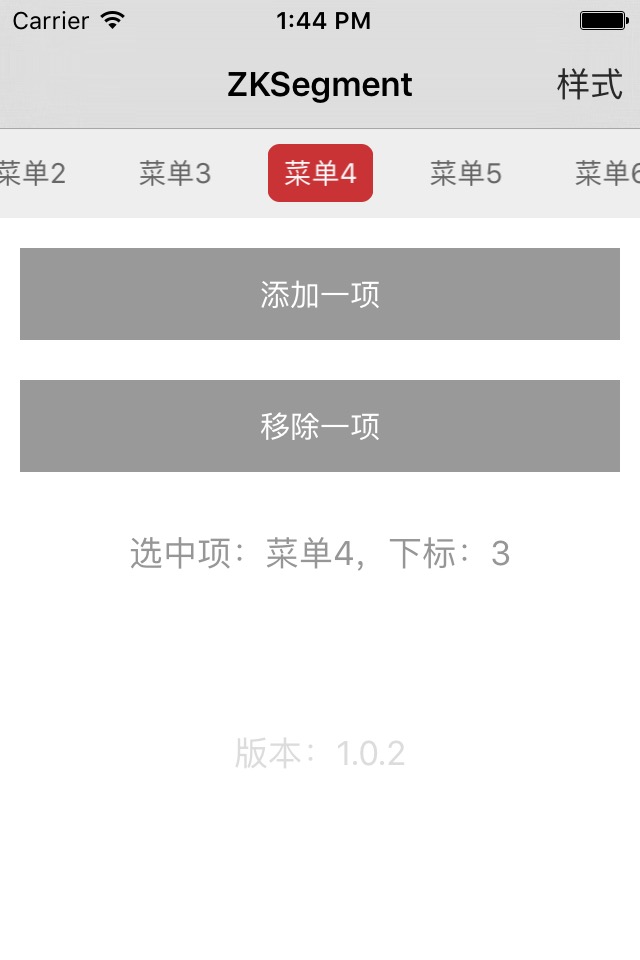 Carrier 1:44 PM
ZKSegment 样式
菜单2 菜单3 菜单4 菜单5 菜单6
添加一项
移除一项
选中项：菜单4，下标：3
版本：1.0.2